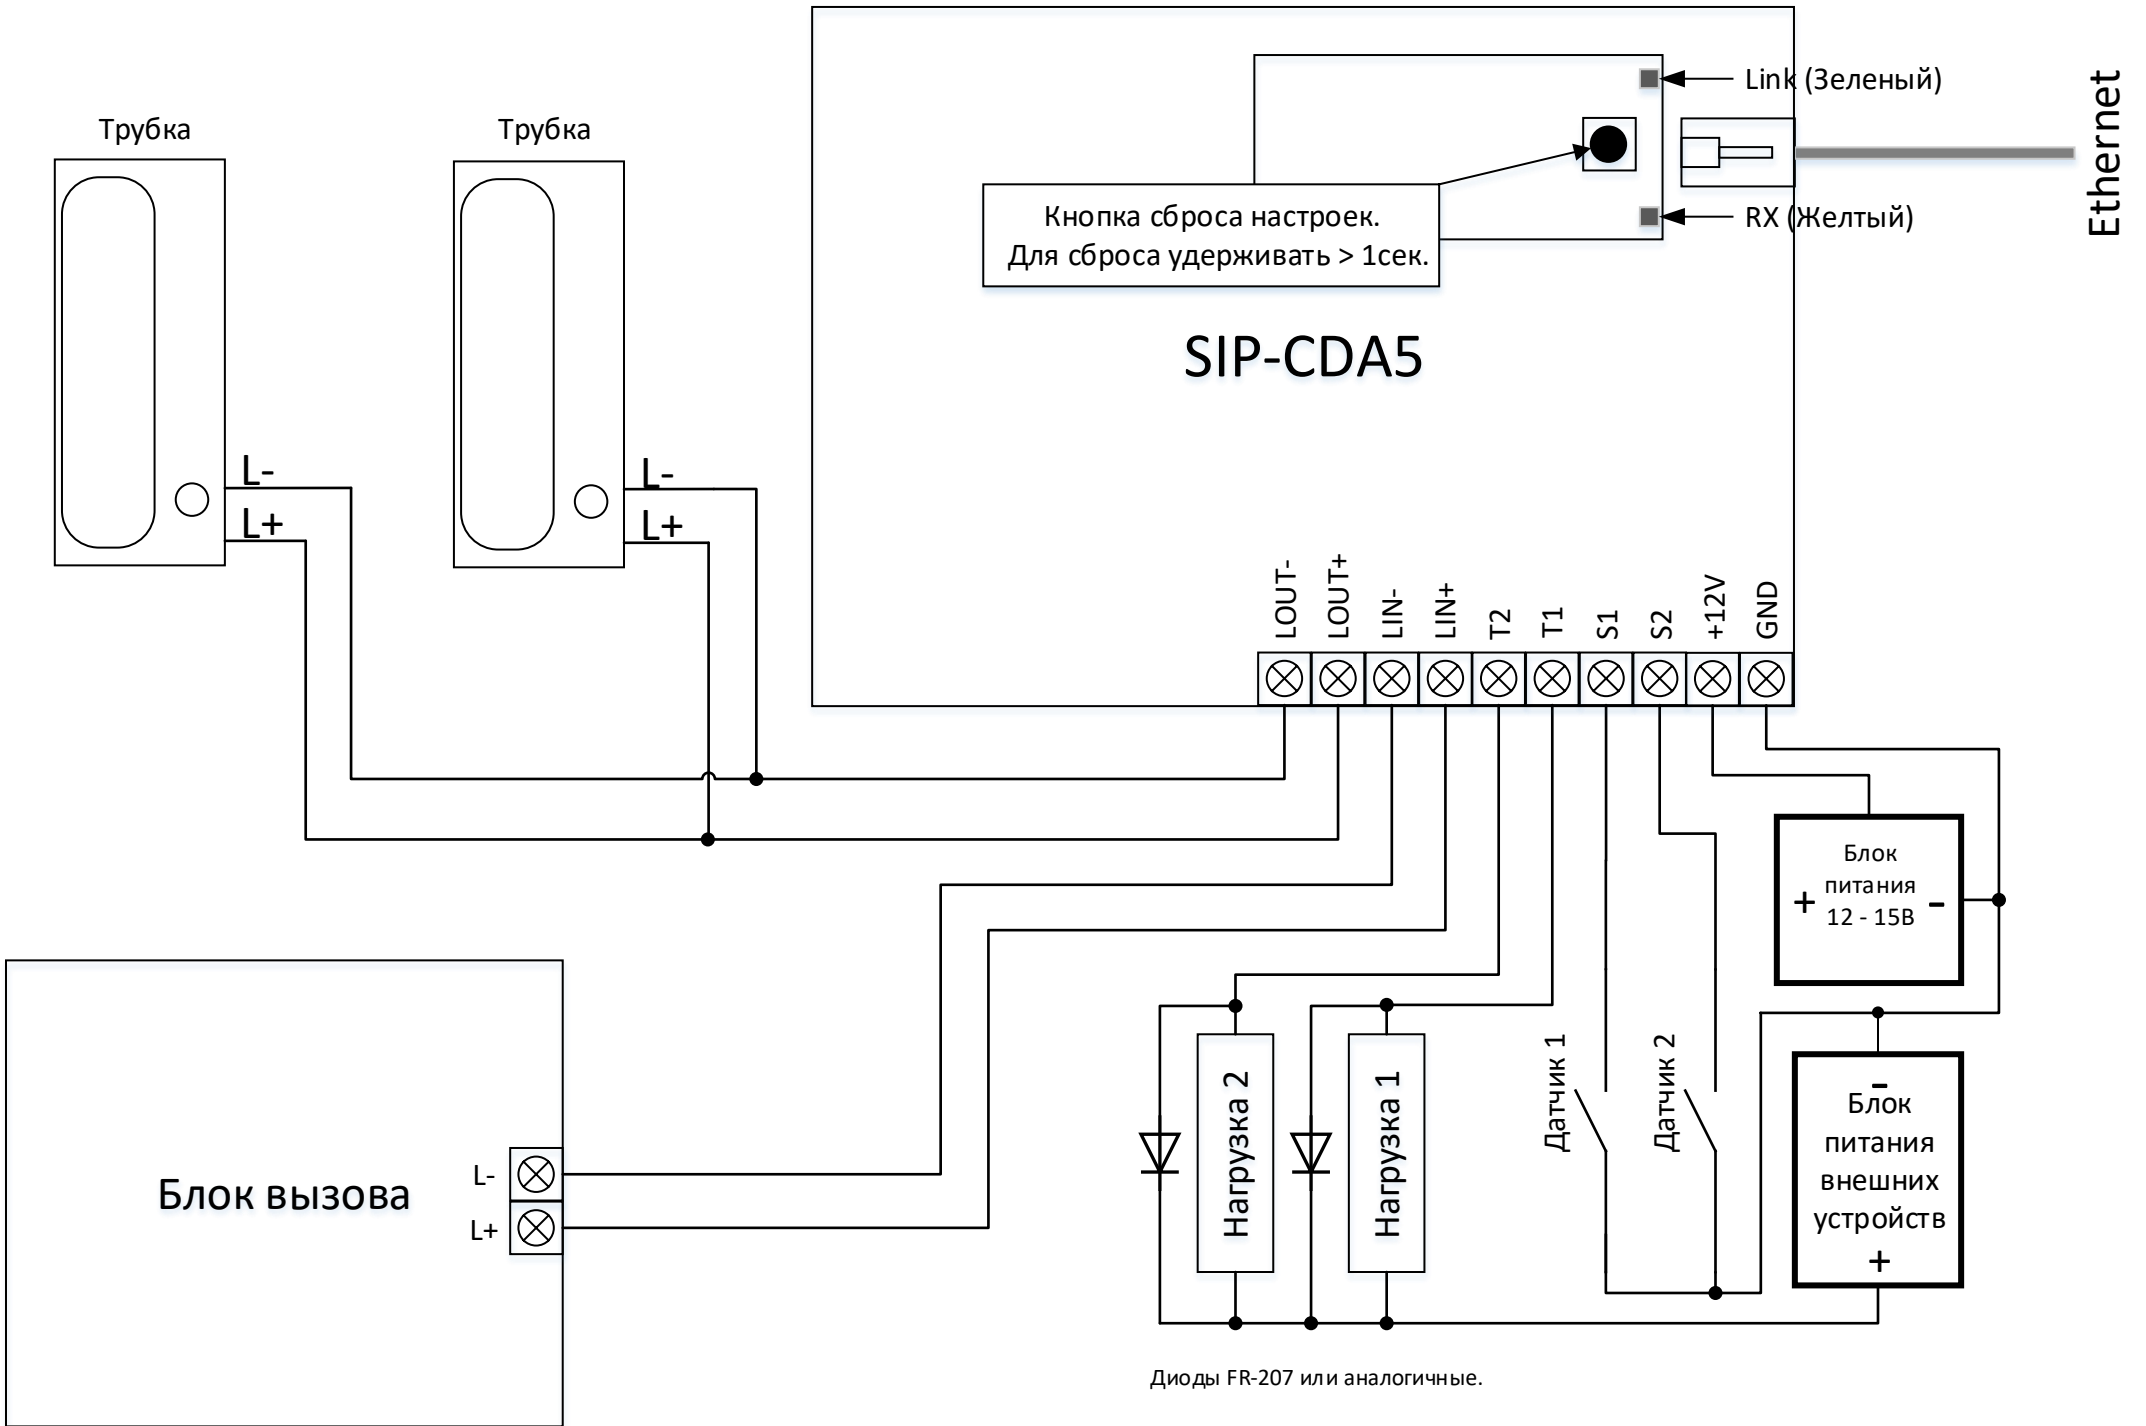 Link (Зеленый)
Ethernet
Трубка
Трубка
Кнопка сброса настроек.
Для сброса удерживать > 1сек.
RX (Желтый)
SIP-CDA5
L-
L+
L-
L+
LOUT-
LOUT+
LIN-
LIN+
T2
T1
S1
S2
+12V
GND
Блок
питания
12 - 15В
+
-
Блок вызова
L-
L+
Нагрузка 2
Нагрузка 1
Датчик 1
Датчик 2
-
Блок
питания
внешних
устройств
+
Диоды FR-207 или аналогичные.